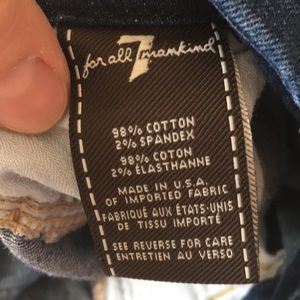 for all 7 mankind
98% COTTON
2% SPANDEX
98% COTON
2% ÉLASTHANNE
MADE IN U.S.A.
OF IMPORTED FABRIC
FABRIQUÉ AUX ÉTATS-UNIS
DE TISSU IMPORTÉ
SEE REVERSE FOR CARE
ENTRETIEN AU VERSO